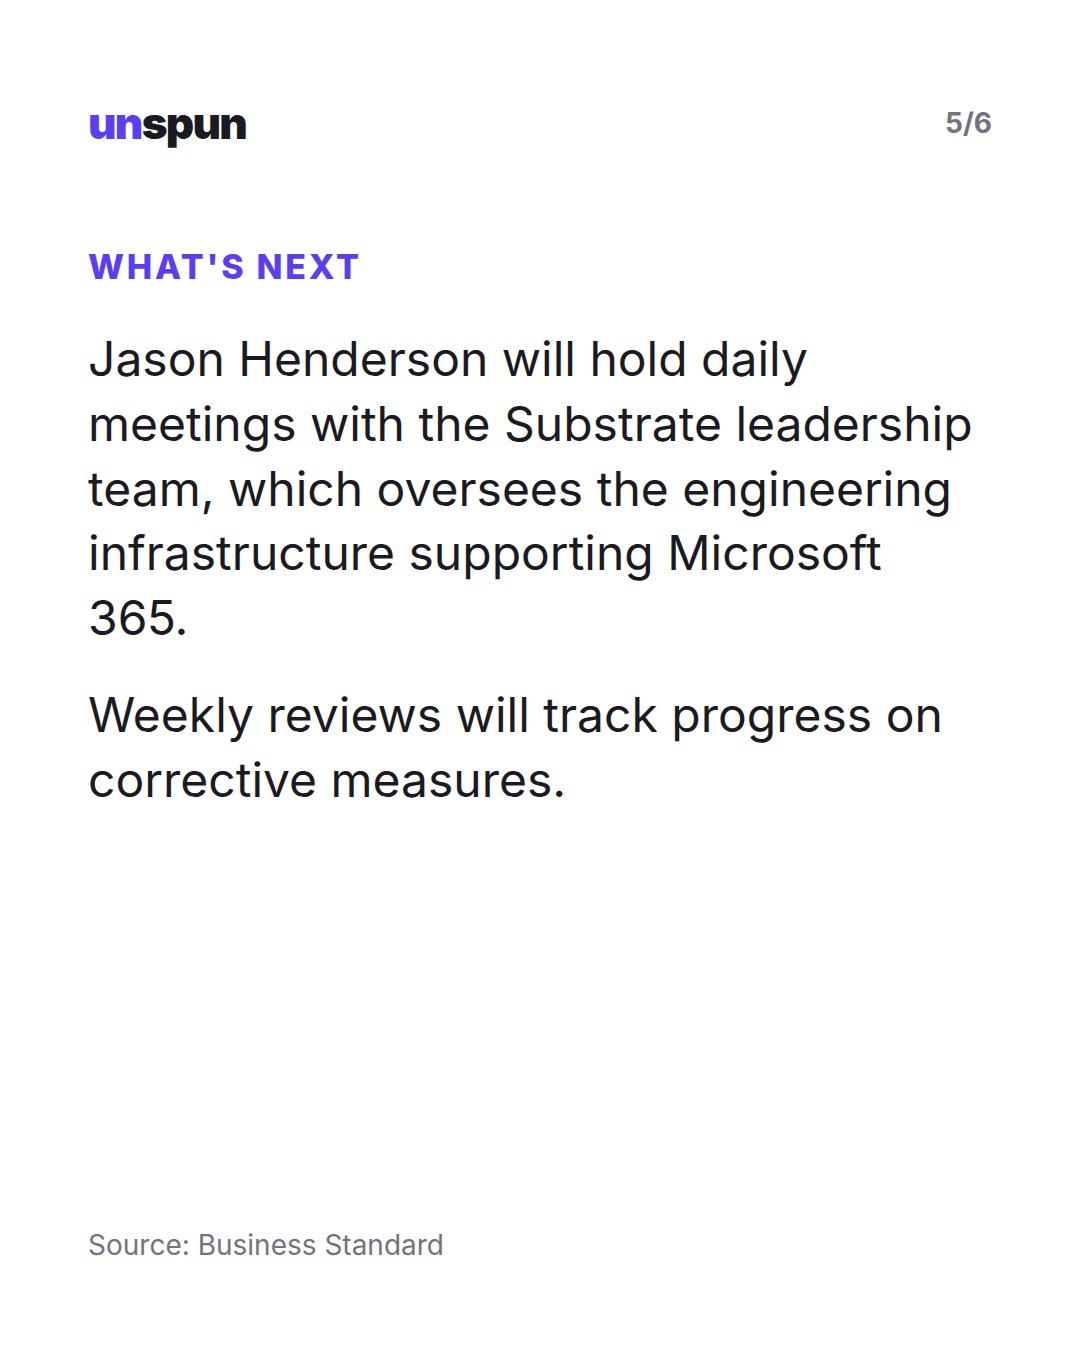 unspun
5/6
WHAT'S NEXT
Jason Henderson will hold daily
meetings with the Substrate leadership
team, which oversees the engineering
infrastructure supporting Microsoft
365.
Weekly reviews will track progress on
corrective measures.
Source: Business Standard